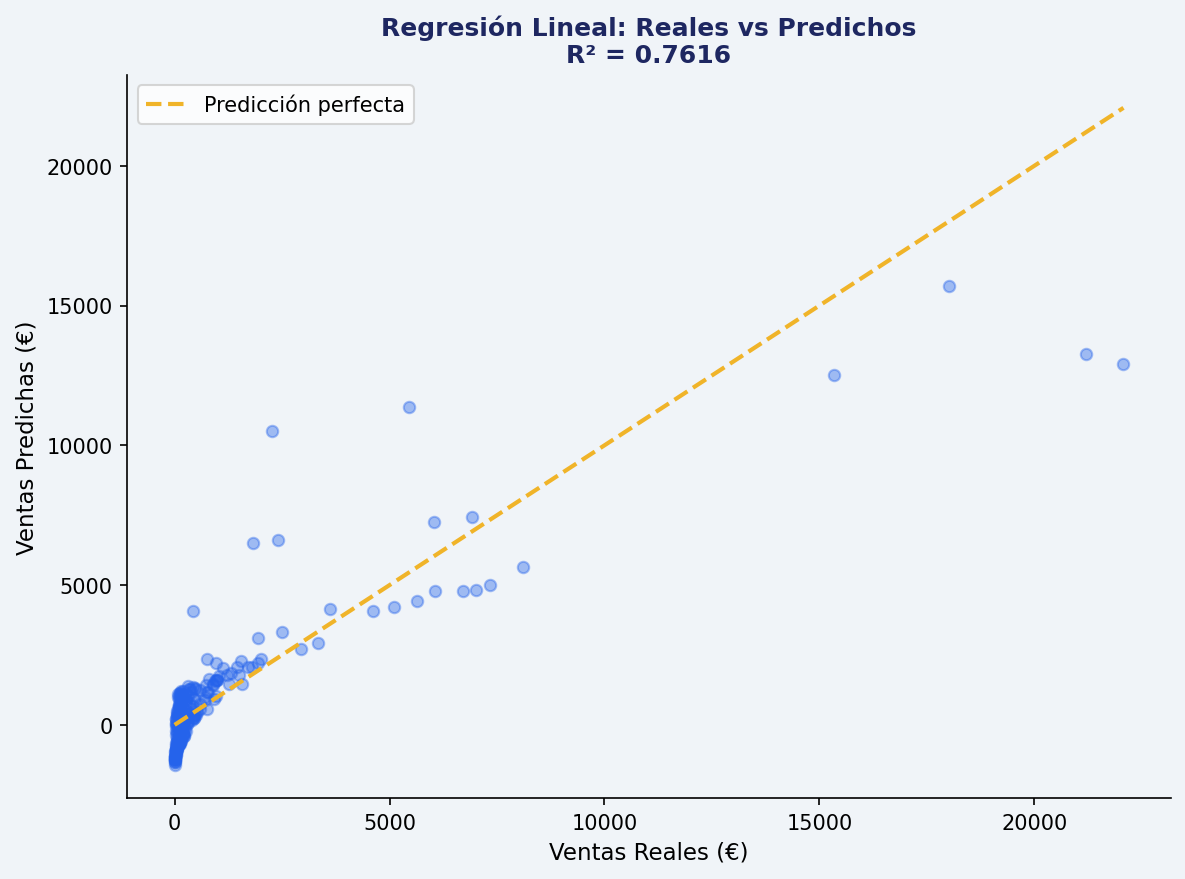 Regresión Lineal: Reales vs Predichos
R² = 0.7616
Predicción perfecta
Ventas Predichas (€)
20000
15000
10000
5000
0
0
5000
10000
15000
20000
Ventas Reales (€)